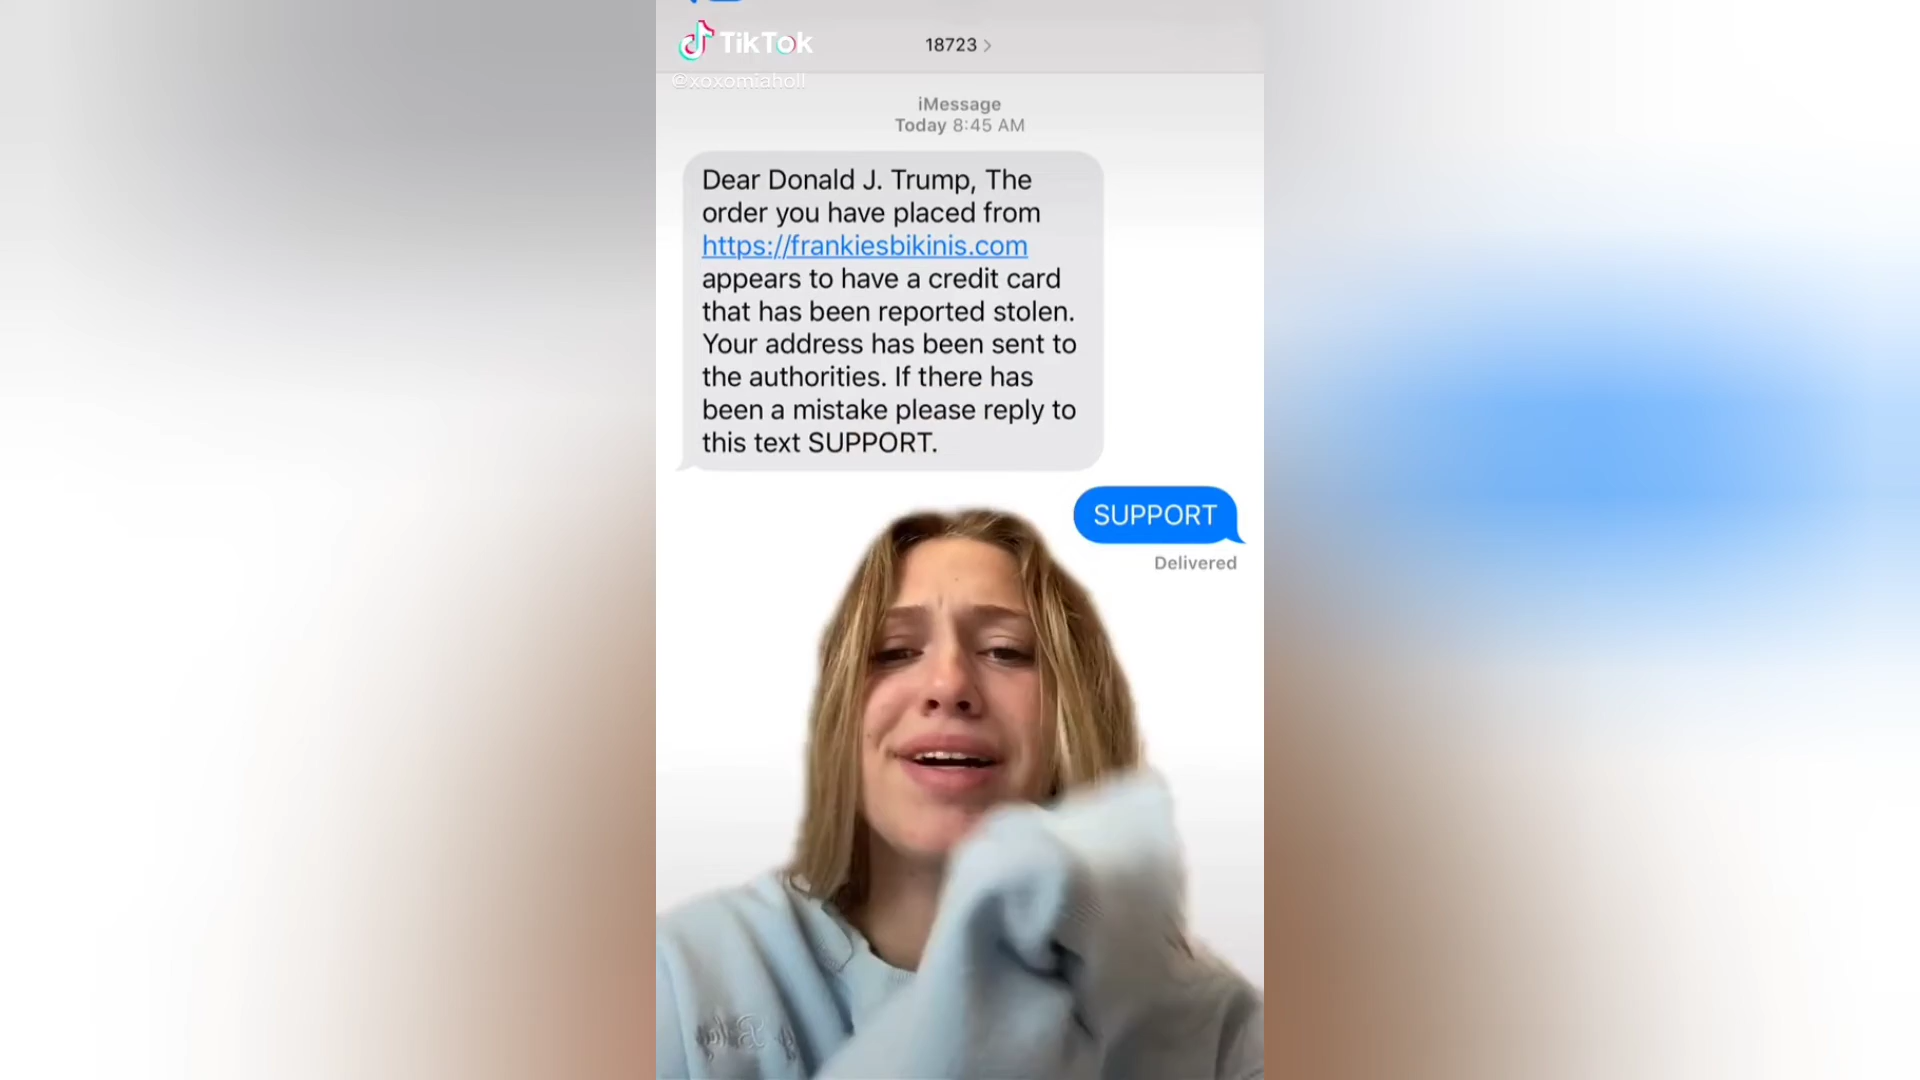 TikTok
@xoxomiaholl
18723
iMessage
Today 8:45 AM
Dear Donald J. Trump, The
order you have placed from
https://frankiesbikinis.com
appears to have a credit card
that has been reported stolen.
Your address has been sent to
the authorities. If there has
been a mistake please reply to
this text SUPPORT.
SUPPORT
Delivered